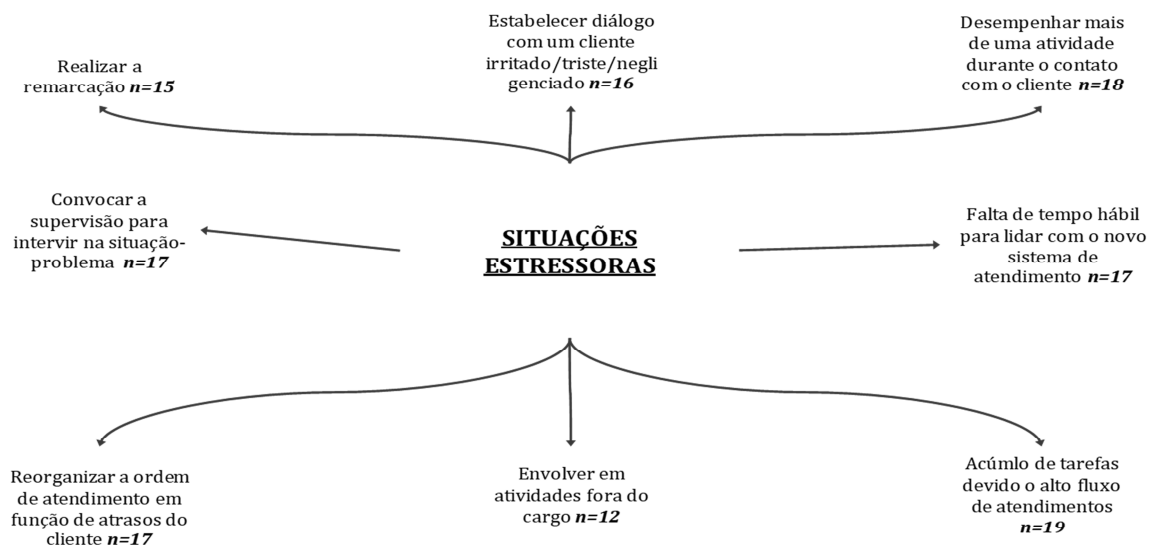 Realizar a
remarcação n=15
Estabelecer diálogo
com um cliente
irritado/triste/negli
genciado n=16
Desempenhar mais
de uma atividade
durante o contato
com o cliente n=18
Convocar a
supervisão para
intervir na situação-
problema n=17
SITUAÇÕES
ESTRESSORAS
Falta de tempo hábil
para lidar com o novo
sistema de
atendimento n=17
Reorganizar a ordem
de atendimento em
função de atrasos do
cliente n=17
Envolver em
atividades fora do
cargo n=12
Acúmlo de tarefas
devido o alto fluxo
de atendimentos
n=19